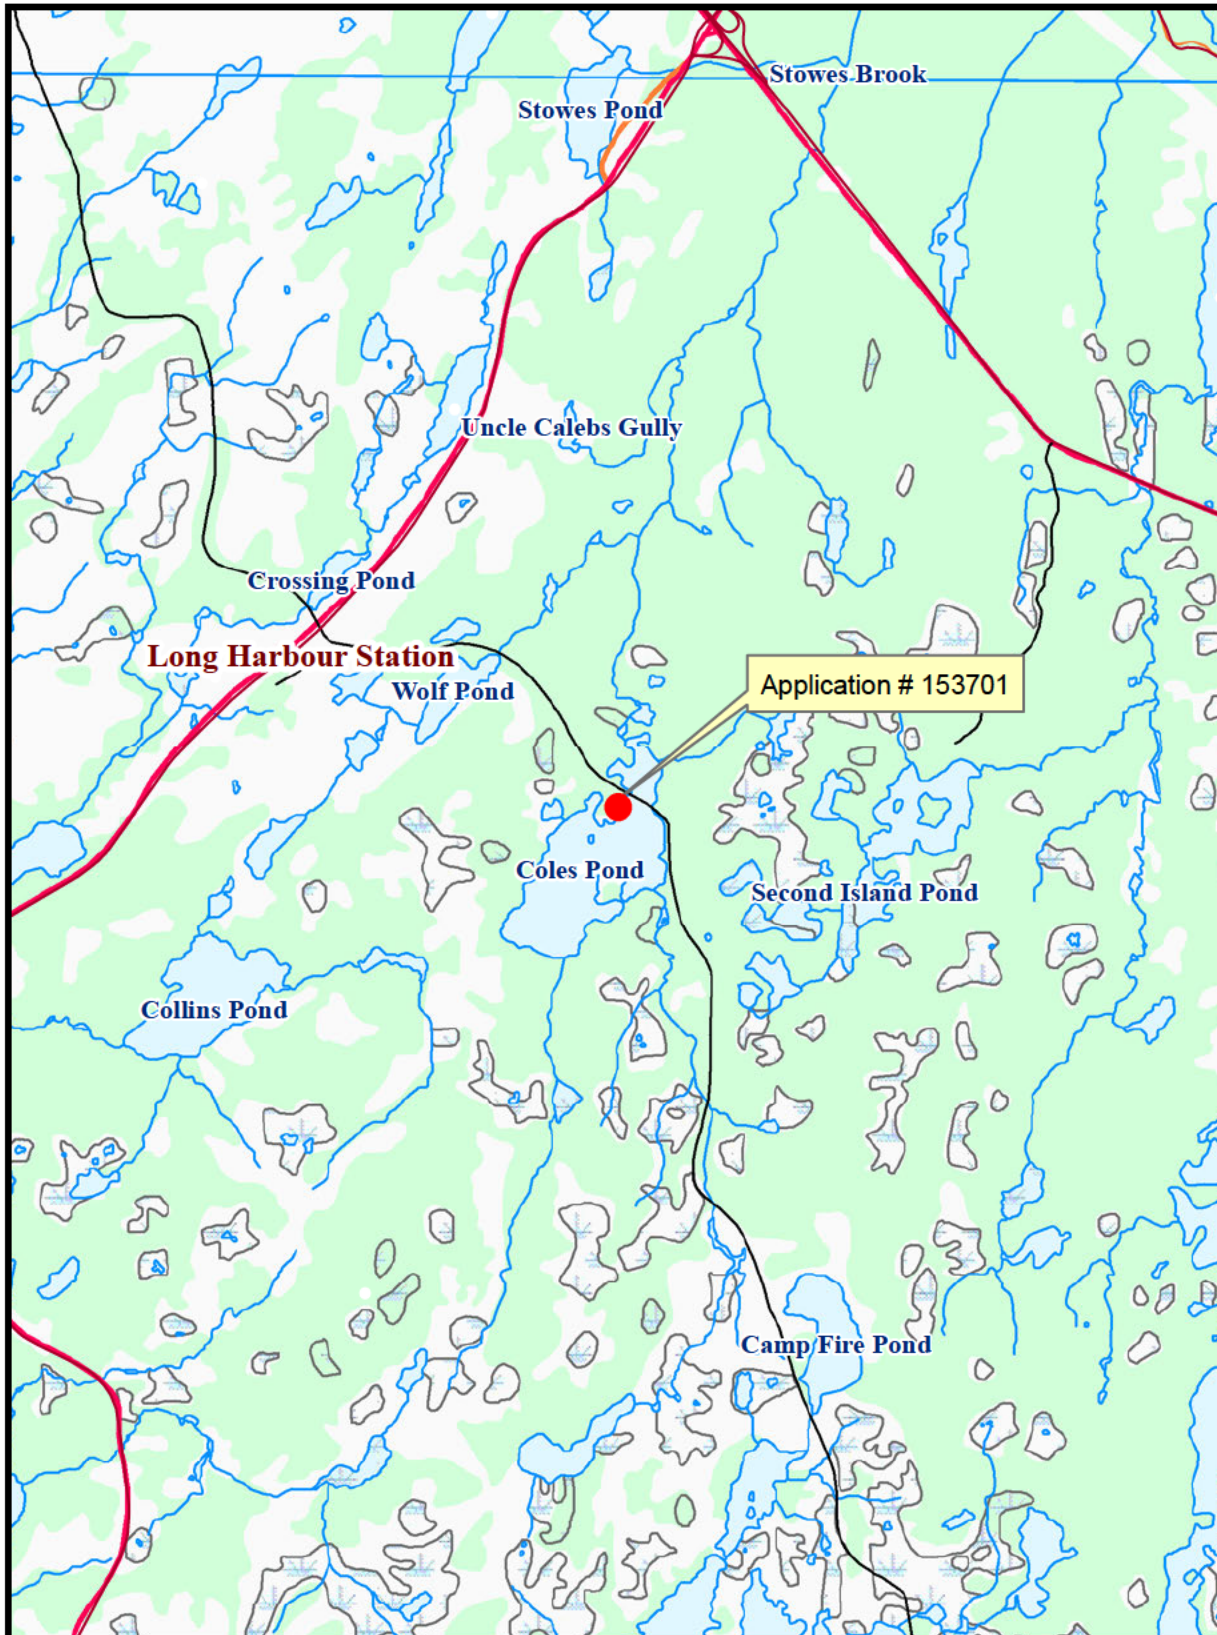 Stowes Brook
Stowes Pond
Uncle Calebs Gully
Crossing Pond
Long Harbour Station
Wolf Pond
Application # 153701
Coles Pond
Second Island Pond
Collins Pond
Camp Fire Pond